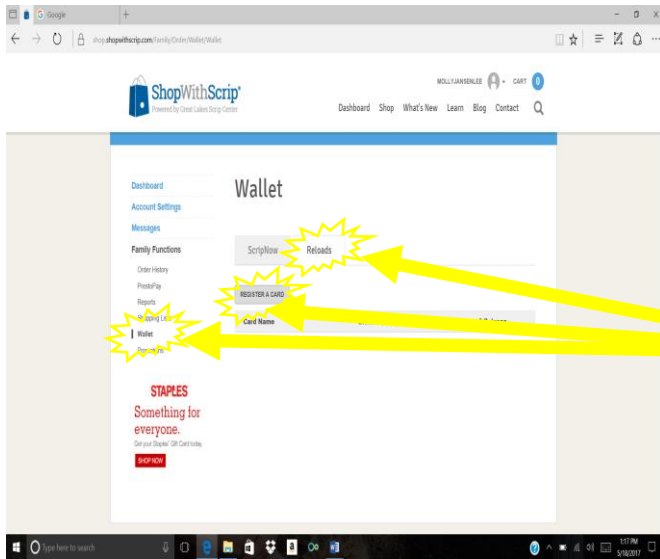 Google
shop.shopwithscrip.com/Family/Order/Wallet/Wallet
MOLLYJANSENLEE CART 0
ShopWithScrip
Powered by Great Lakes Scrip Center
Dashboard Shop What's New Learn Blog Contact
Dashboard
Account Settings
Messages
Family Functions
Order History
PrestoPay
Reports
Wallet
Wallet
ScripNow Reloads
REGISTER A CARD
Card Name
STAPLES
Something for
everyone.
Get your Staples Gift Card today.
SHOP NOW
Type here to search
1:17 PM
5/18/2017